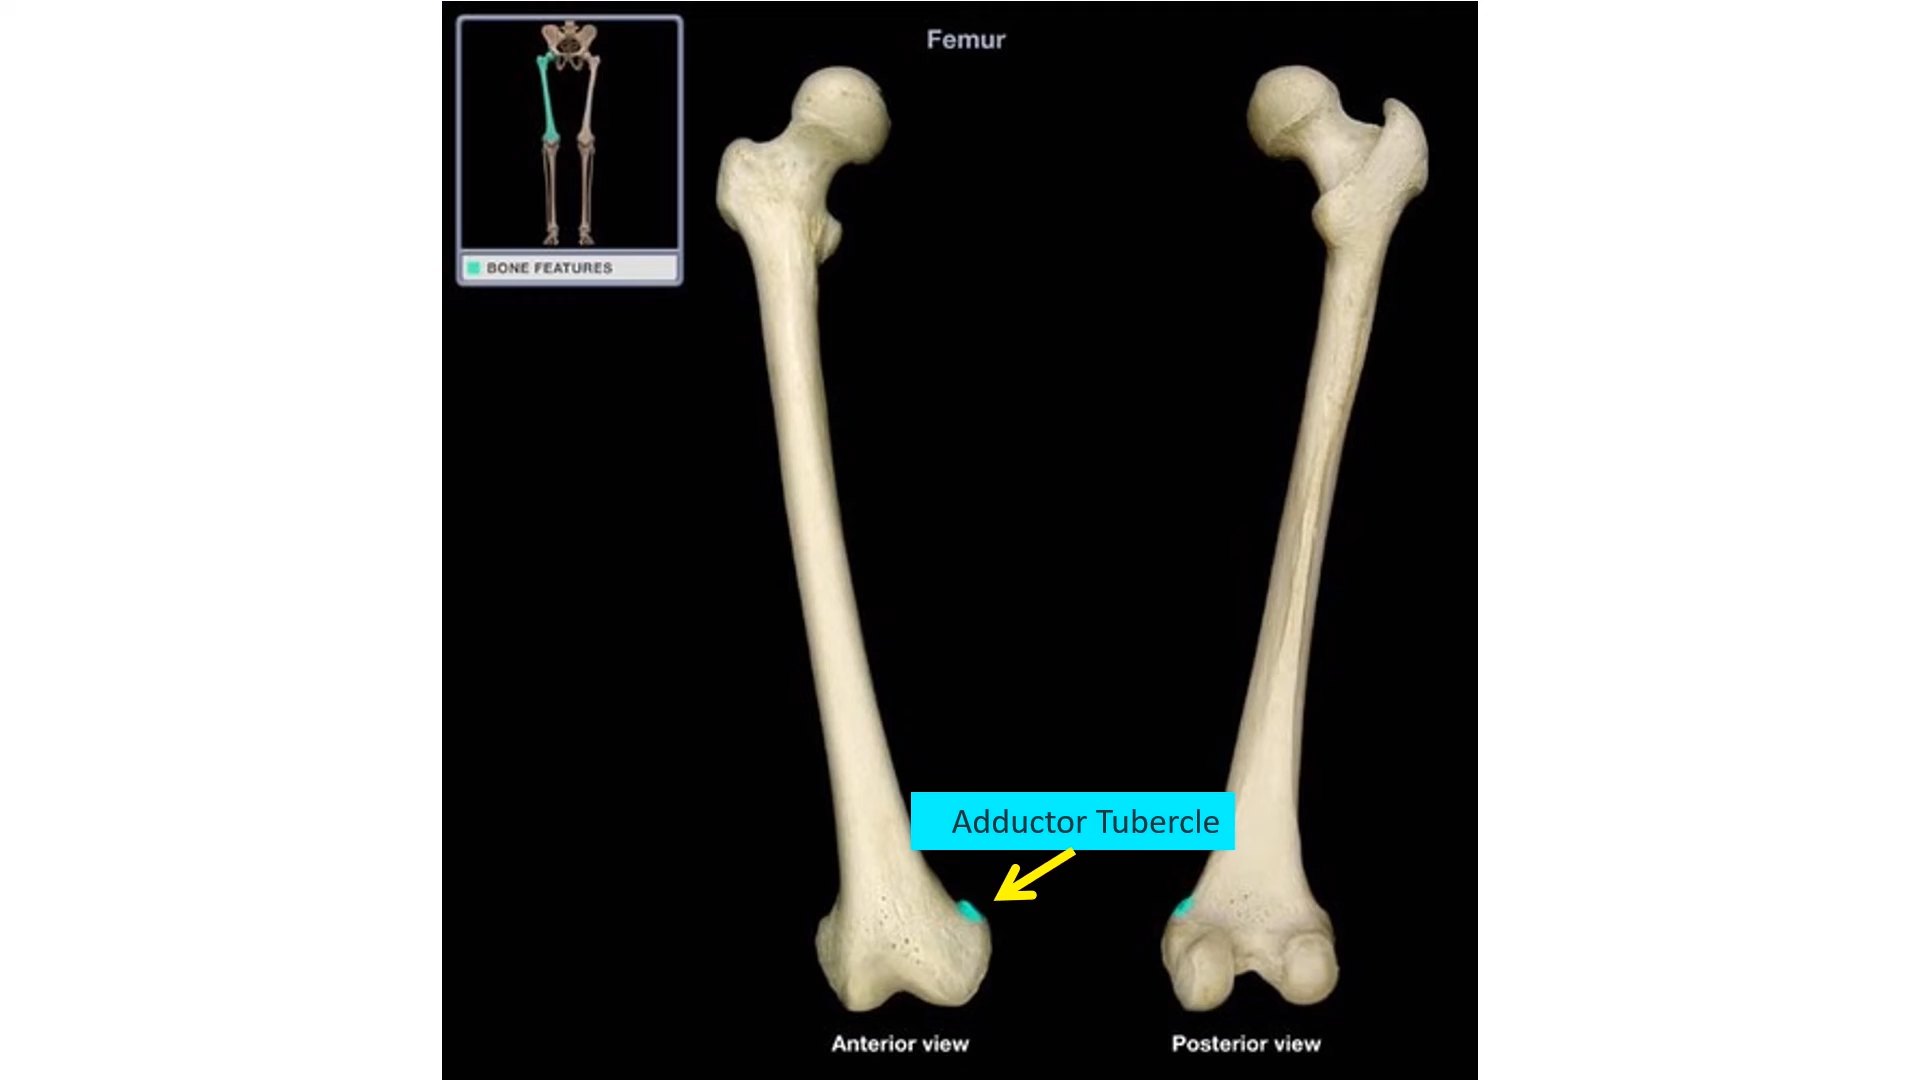 Femur
BONE FEATURES
Adductor Tubercle
Anterior view
Posterior view